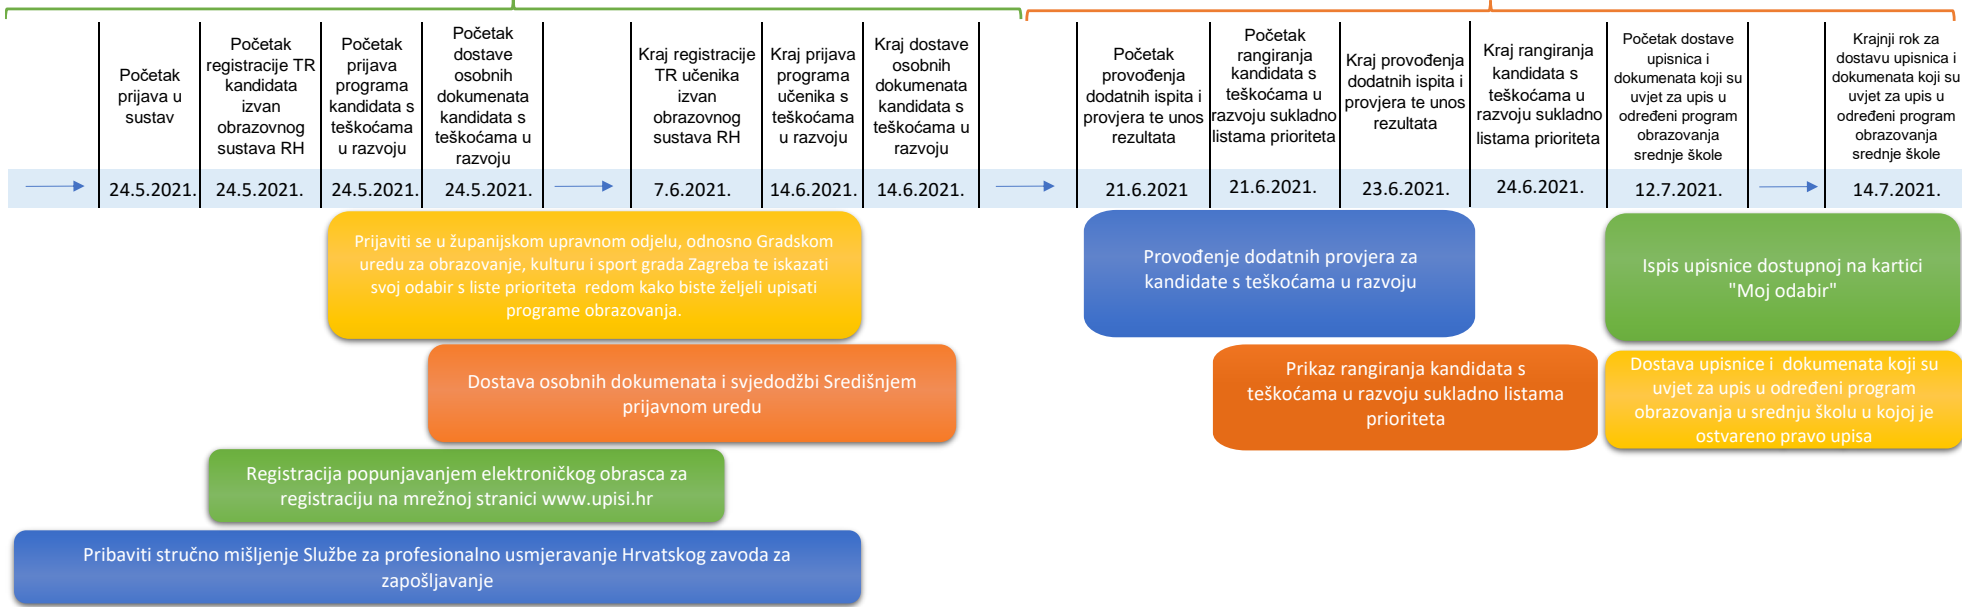 Početak
prijava u
sustav
Početak
registracije TR
kandidata
izvan
obrazovnog
sustava RH
Početak
prijava
programa
kandidata s
teškoćama
u razvoju
Početak
dostave
osobnih
dokumenata
kandidata s
teškoćama u
razvoju
Kraj registracije
TR učenika
izvan
obrazovnog
sustava RH
Kraj prijava
programa
učenika s
teškoćama
u razvoju
Kraj dostave
osobnih
dokumenata
kandidata s
teškoćama u
razvoju
Početak
provođenja
dodatnih ispita i
provjera te unos
rezultata
Početak
rangiranja
kandidata s
teškoćama u
razvoju sukladno
listama prioriteta
Kraj provođenja
dodatnih ispita i
provjera te unos
rezultata
Kraj rangiranja
kandidata s
teškoćama u
razvoju sukladno
listama prioriteta
Početak dostave
upisnica i
dokumenata koji su
uvjet za upis u
određeni program
obrazovanja
srednje škole
Krajnji rok za
dostavu upisnica i
dokumenata koji su
uvjet za upis u
određeni program
obrazovanja
srednje škole
24.5.2021.
24.5.2021.
24.5.2021.
24.5.2021.
7.6.2021.
14.6.2021.
14.6.2021.
21.6.2021
21.6.2021.
23.6.2021.
24.6.2021.
12.7.2021.
14.7.2021.
Prijaviti se u županijskom upravnom odjelu, odnosno Gradskom
uredu za obrazovanje, kulturu i sport grada Zagreba te iskazati
svoj odabir s liste prioriteta redom kako biste željeli upisati
programe obrazovanja.
Provođenje dodatnih provjera za
kandidate s teškoćama u razvoju
Ispis upisnice dostupnoj na kartici
"Moj odabir"
Dostava osobnih dokumenata i svjedodžbi Središnjem
prijavnom uredu
Prikaz rangiranja kandidata s
teškoćama u razvoju sukladno listama
prioriteta
Dostava upisnice i dokumenata koji su
uvjet za upis u određeni program
obrazovanja u srednju školu u kojoj je
ostvareno pravo upisa
Registracija popunjavanjem elektroničkog obrasca za
registraciju na mrežnoj stranici www.upisi.hr
Pribaviti stručno mišljenje Službe za profesionalno usmjeravanje Hrvatskog zavoda za
zapošljavanje